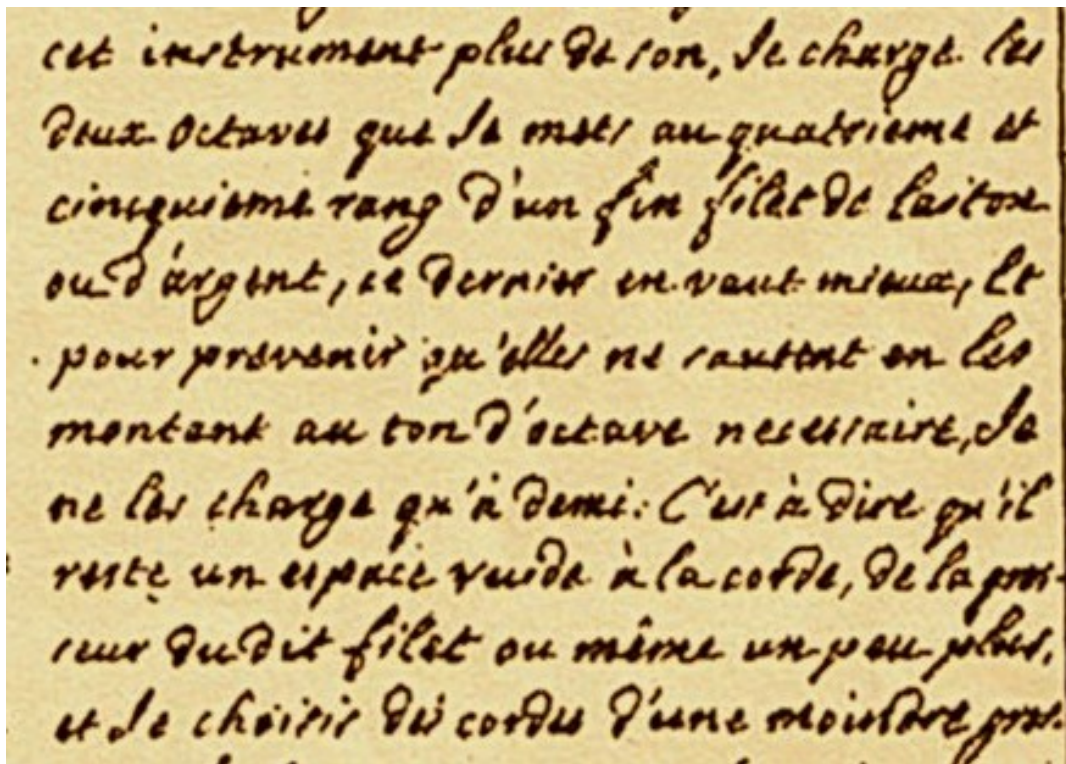 cet instrument plus de son, Je charge les
deux octaves que Je mets au quatrieme et
cinquieme rang d'un fin filet de laiton
ou d'argent, ce dernier en vaut mieux, Et
pour prevenir qu'elles ne sautent en les
montant au ton d'octave necessaire, Je
ne les charge qu'à demi: C'est à dire qu'il
reste un espace vuide à la corde, de la gros-
seur du dit filet ou même un peu plus,
et Je choisis des cordes d'une moindre gros-